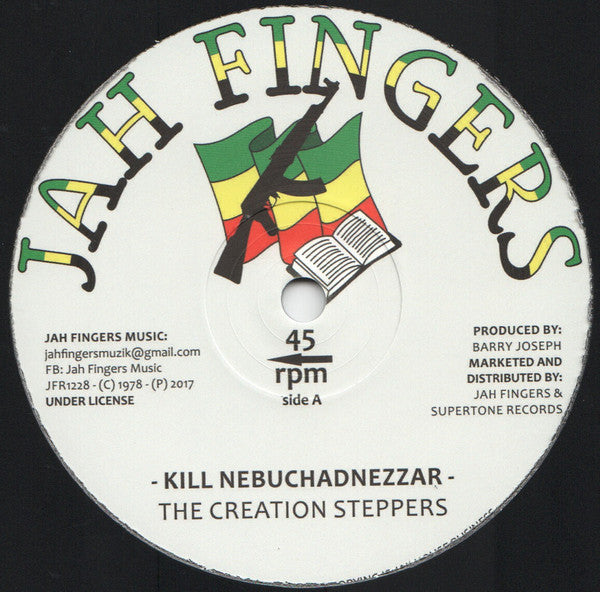 JAH FINGERS
JAH FINGERS MUSIC:
jahfingersmuzik@gmail.com
FB: Jah Fingers Music
JFR1228 - (C) 1978 - (P) 2017
UNDER LICENSE
45
rpm
side A
PRODUCED BY:
BARRY JOSEPH
MARKETED AND
DISTRIBUTED BY:
JAH FINGERS &
SUPERTONE RECORDS
- KILL NEBUCHADNEZZAR -
THE CREATION STEPPERS